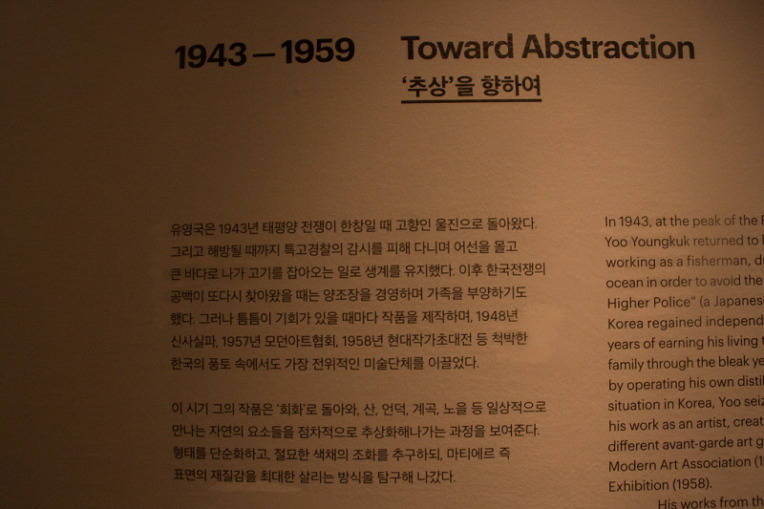 1943 – 1959
Toward Abstraction
‘추상’을 향하여
유영국은 1943년 태평양 전쟁이 한창일 때 고향인 울진으로 돌아왔다.
그리고 해방될 때까지 특고경찰의 감시를 피해 다니며 어선을 몰고
큰 바다로 나가 고기를 잡아오는 일로 생계를 유지했다. 이후 한국전쟁의
공백이 또다시 찾아왔을 때는 양조장을 경영하며 가족을 부양하기도
했다. 그러나 틈틈이 기회가 있을 때마다 작품을 제작하며, 1948년
신사실파, 1957년 모던아트협회, 1958년 현대작가초대전 등 척박한
한국의 풍토 속에서도 가장 전위적인 미술단체를 이끌었다.
이 시기 그의 작품은 ‘회화’로 돌아와, 산, 언덕, 계곡, 노을 등 일상적으로
만나는 자연의 요소들을 점차적으로 추상화해나가는 과정을 보여준다.
형태를 단순화하고, 절묘한 색채의 조화를 추구하되, 마티에르 즉
표면의 재질감을 최대한 살리는 방식을 탐구해 나갔다.
In 1943, at the peak of the
Yoo Youngkuk returned to
working as a fisherman,
ocean in order to avoid the
Higher Police” (a Japanese
Korea regained
years of earning his living
family through the bleak
by operating his own
situation in Korea, Yoo
his work as an artist,
different avant-garde art
Modern Art Association
Exhibition (1958).
His works from